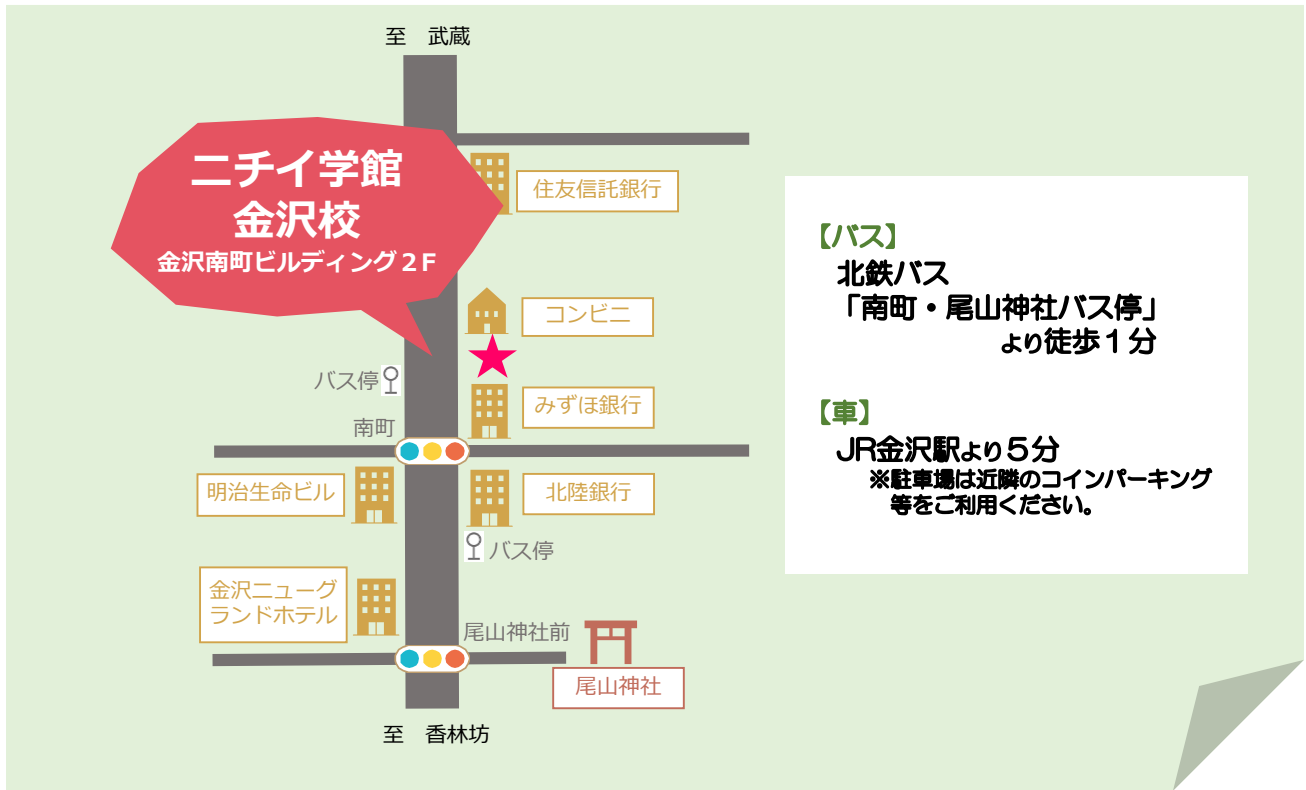 至　武蔵
ニチイ学館
金沢校
金沢南町ビルディング２F
住友信託銀行
コンビニ
バス停
みずほ銀行
南町
明治生命ビル
北陸銀行
バス停
金沢ニューグ
ランドホテル
尾山神社前
尾山神社
至　香林坊
【バス】
北鉄バス
「南町・尾山神社バス停」
より徒歩１分
【車】
JR金沢駅より５分
※駐車場は近隣のコインパーキング
等をご利用ください。